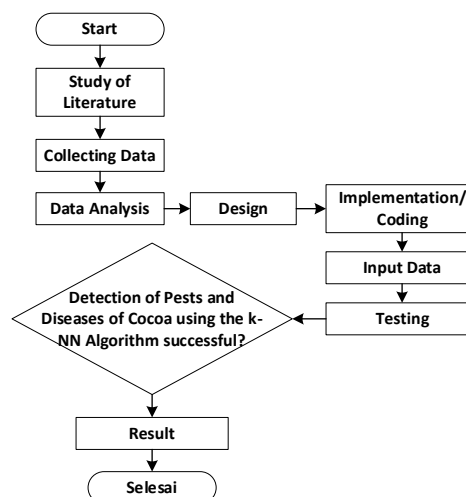 Start
Study of
Literature
Collecting Data
Data Analysis
Design
Implementation/
Coding
Input Data
Testing
Detection of Pests and
Diseases of Cocoa using the k-
NN Algorithm successful?
Result
Selesai